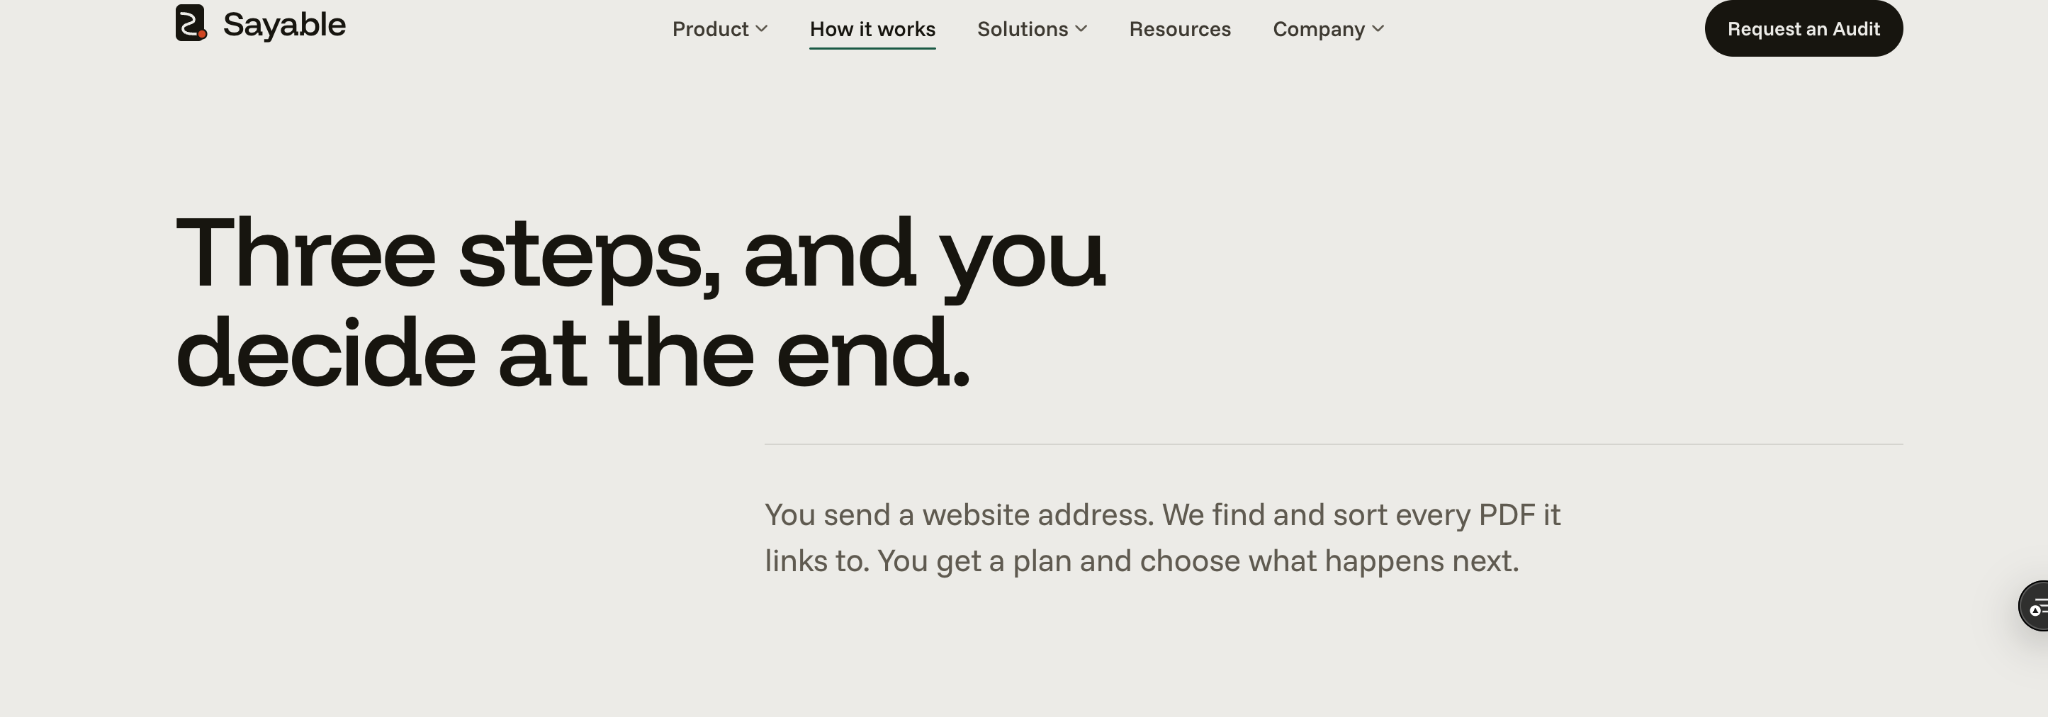 Sayable
Product
How it works
Solutions
Resources
Company
Request an Audit
Three steps, and you
decide at the end.
You send a website address. We find and sort every PDF it
links to. You get a plan and choose what happens next.